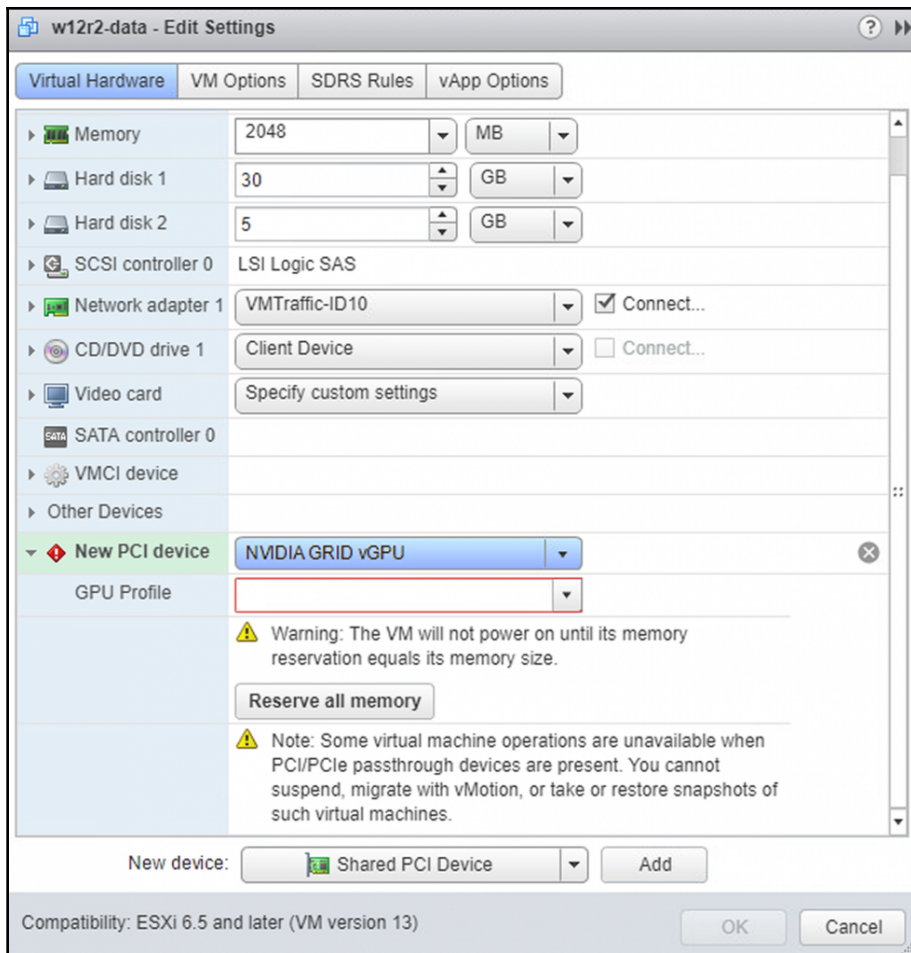 w12r2-data - Edit Settings
?
Virtual Hardware VM Options SDRS Rules vApp Options
Memory 2048 MB
Hard disk 1 30 GB
Hard disk 2 5 GB
SCSI controller 0 LSI Logic SAS
Network adapter 1 VMTraffic-ID10 Connect...
CD/DVD drive 1 Client Device Connect...
Video card Specify custom settings
SATA SATA controller 0
VMCI device
Other Devices
New PCI device NVIDIA GRID vGPU
GPU Profile
Warning: The VM will not power on until its memory
reservation equals its memory size.
Reserve all memory
Note: Some virtual machine operations are unavailable when
PCI/PCIe passthrough devices are present. You cannot
suspend, migrate with vMotion, or take or restore snapshots of
such virtual machines.
New device: Shared PCI Device Add
Compatibility: ESXi 6.5 and later (VM version 13) OK Cancel